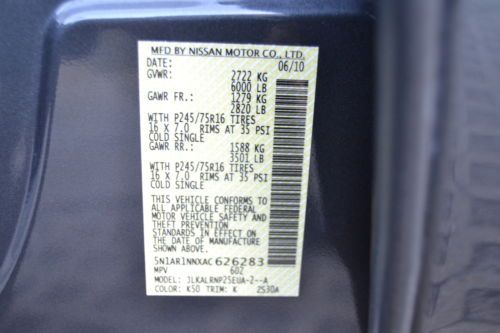 MFD BY NISSAN MOTOR CO., LTD.
DATE: 06/10
GVWR: 2722 KG
6000 LB
GAWR FR.: 1279 KG
2820 LB
WITH P245/75R16 TIRES
16 X 7.0 RIMS AT 35 PSI
COLD SINGLE
GAWR RR.: 1588 KG
3501 LB
WITH P245/75R16 TIRES
16 X 7.0 RIMS AT 35 PSI
COLD SINGLE
THIS VEHICLE CONFORMS TO
ALL APPLICABLE FEDERAL
MOTOR VEHICLE SAFETY AND
THEFT PREVENTION
STANDARDS IN EFFECT ON
THE DATE OF MANUFACTURE
SHOWN ABOVE.
5N1AR1NNXAC626283
MPV 602
MODEL: JLKALRNP25EUA-2--A
COLOR: K50 TRIM: K 2S30A